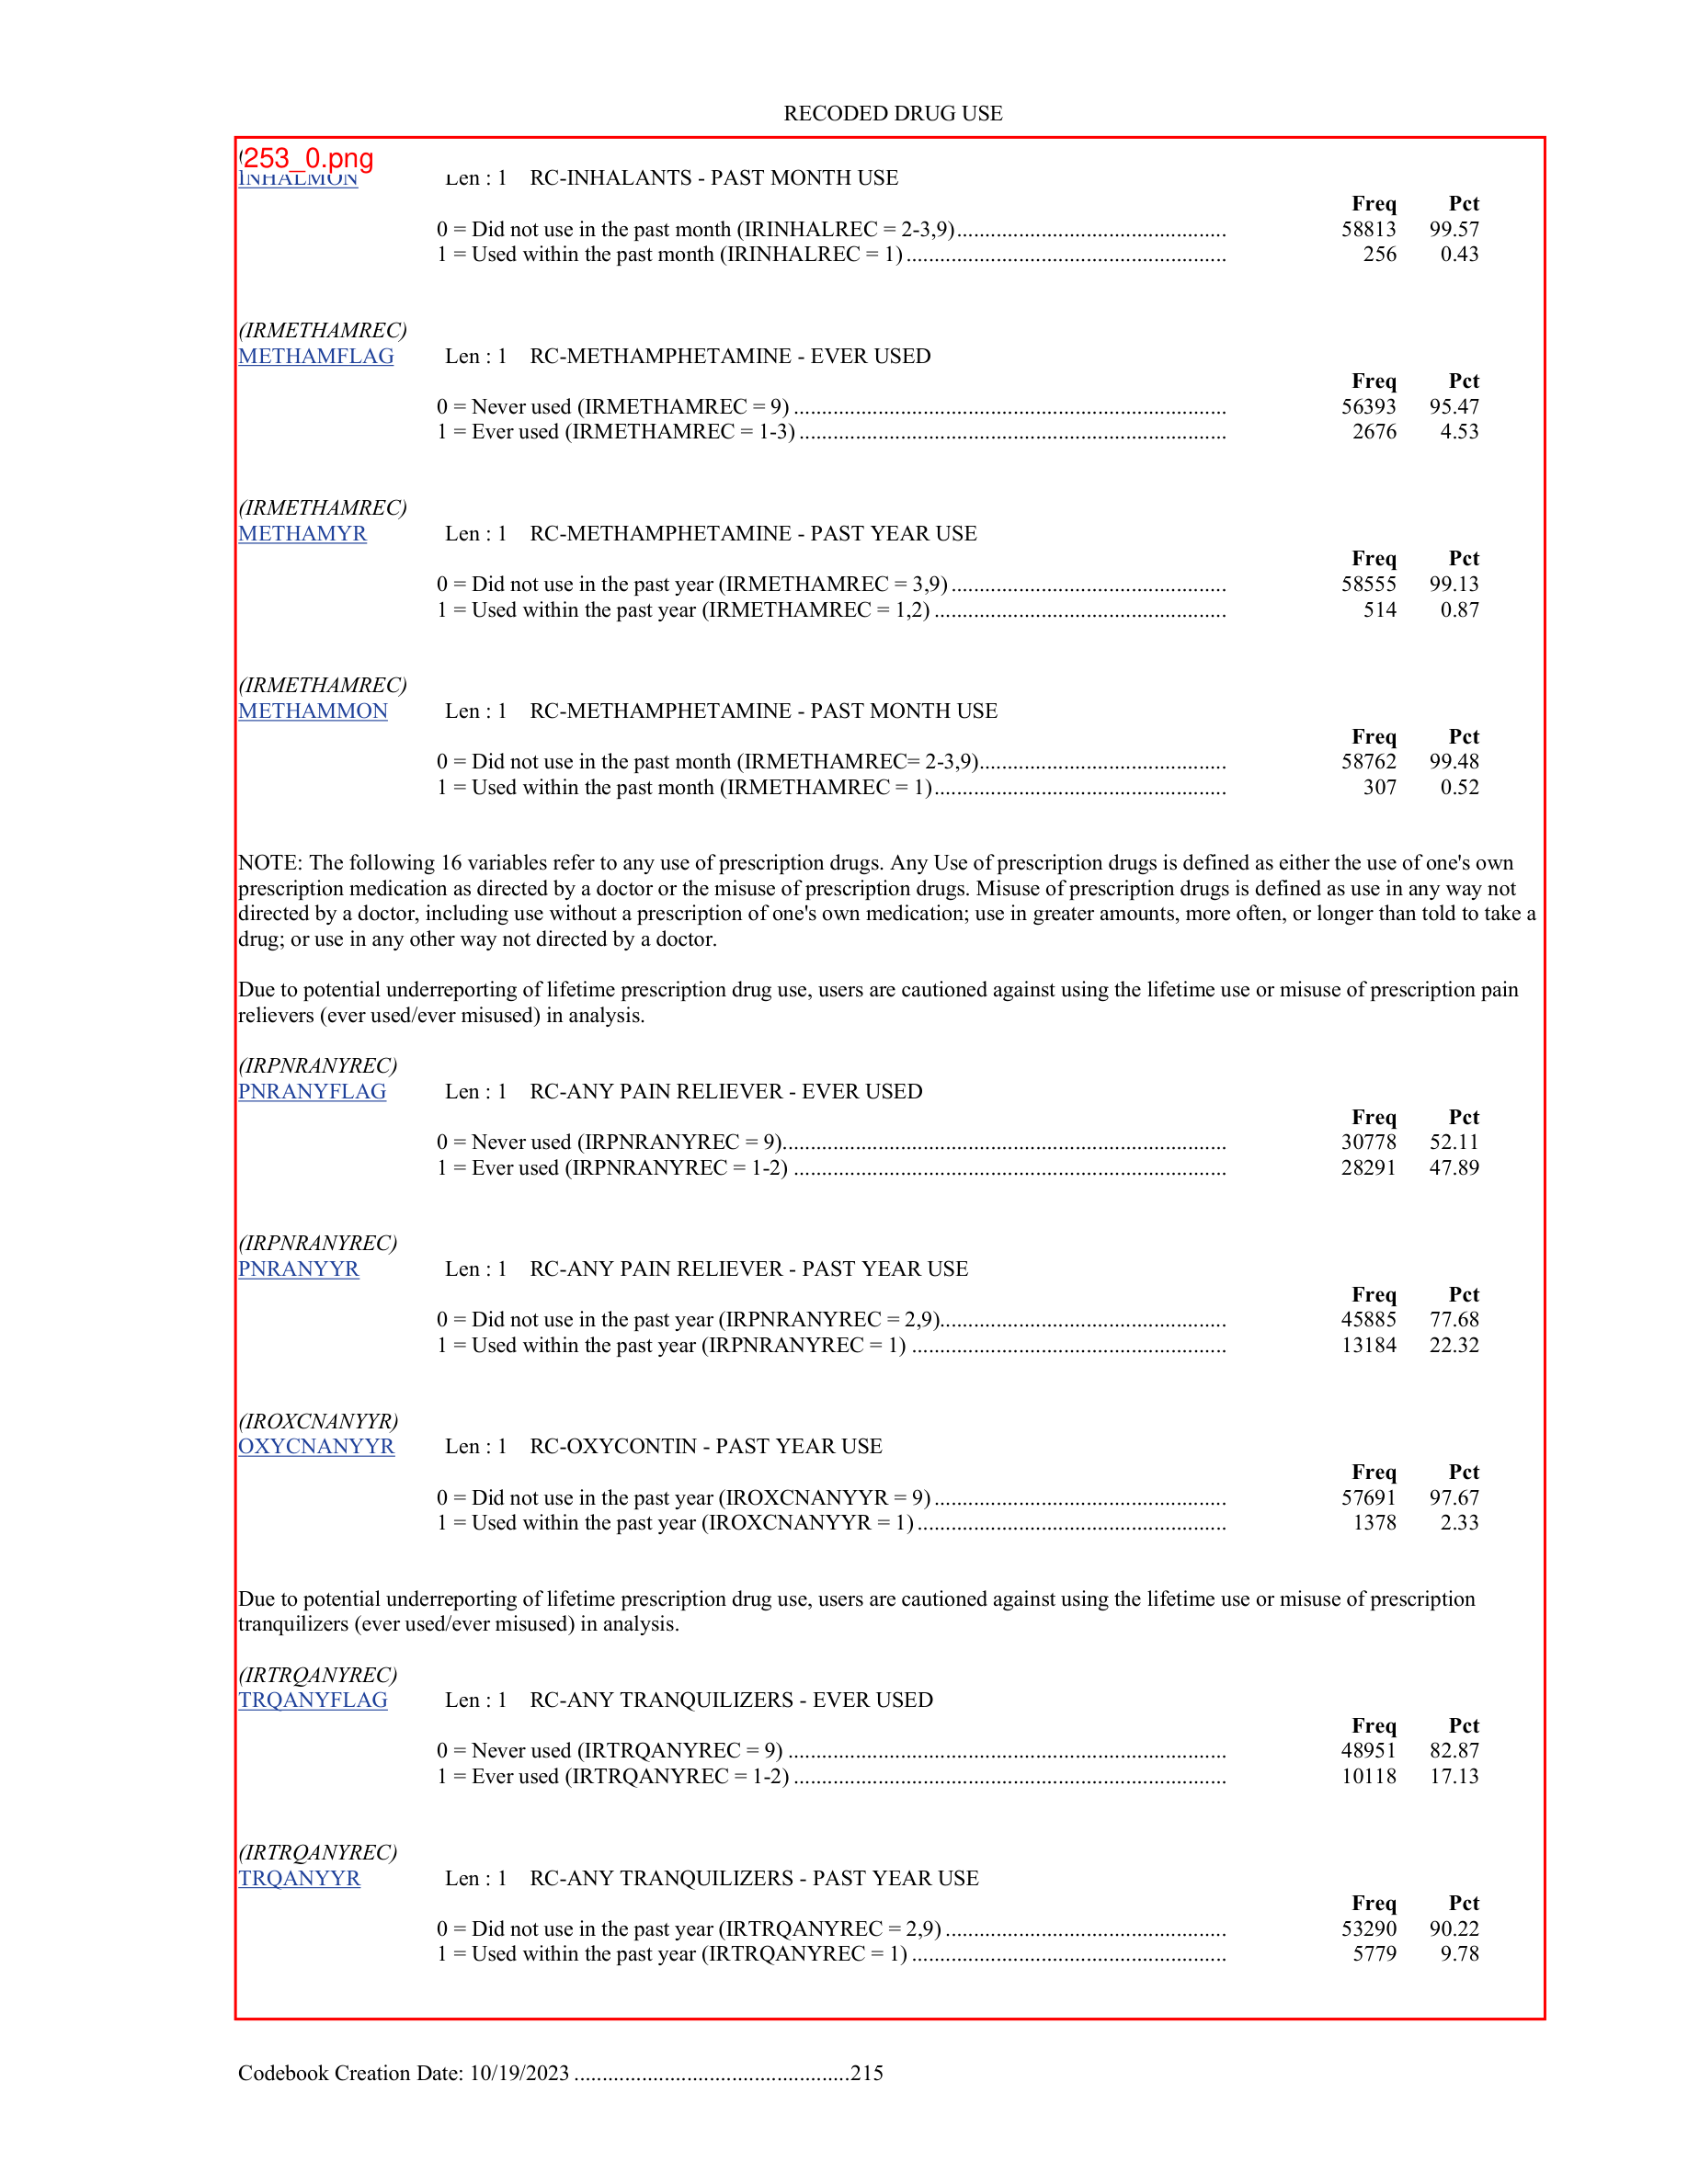 RECODED DRUG USE
253_0.png
INHALMON Len : 1 RC-INHALANTS - PAST MONTH USE
Freq Pct
0 = Did not use in the past month (IRINHALREC = 2-3,9)................................................ 58813 99.57
1 = Used within the past month (IRINHALREC = 1)......................................................... 256 0.43
(IRMETHAMREC)
METHAMFLAG Len : 1 RC-METHAMPHETAMINE - EVER USED
Freq Pct
0 = Never used (IRMETHAMREC = 9) ............................................................................. 56393 95.47
1 = Ever used (IRMETHAMREC = 1-3) ............................................................................ 2676 4.53
(IRMETHAMREC)
METHAMYR Len : 1 RC-METHAMPHETAMINE - PAST YEAR USE
Freq Pct
0 = Did not use in the past year (IRMETHAMREC = 3,9) ................................................. 58555 99.13
1 = Used within the past year (IRMETHAMREC = 1,2) .................................................... 514 0.87
(IRMETHAMREC)
METHAMMON Len : 1 RC-METHAMPHETAMINE - PAST MONTH USE
Freq Pct
0 = Did not use in the past month (IRMETHAMREC= 2-3,9)............................................ 58762 99.48
1 = Used within the past month (IRMETHAMREC = 1).................................................... 307 0.52
NOTE: The following 16 variables refer to any use of prescription drugs. Any Use of prescription drugs is defined as either the use of one's own
prescription medication as directed by a doctor or the misuse of prescription drugs. Misuse of prescription drugs is defined as use in any way not
directed by a doctor, including use without a prescription of one's own medication; use in greater amounts, more often, or longer than told to take a
drug; or use in any other way not directed by a doctor.
Due to potential underreporting of lifetime prescription drug use, users are cautioned against using the lifetime use or misuse of prescription pain
relievers (ever used/ever misused) in analysis.
(IRPNRANYREC)
PNRANYFLAG Len : 1 RC-ANY PAIN RELIEVER - EVER USED
Freq Pct
0 = Never used (IRPNRANYREC = 9)............................................................................... 30778 52.11
1 = Ever used (IRPNRANYREC = 1-2) ............................................................................. 28291 47.89
(IRPNRANYREC)
PNRANYYR Len : 1 RC-ANY PAIN RELIEVER - PAST YEAR USE
Freq Pct
0 = Did not use in the past year (IRPNRANYREC = 2,9)................................................... 45885 77.68
1 = Used within the past year (IRPNRANYREC = 1) ........................................................ 13184 22.32
(IROXCNANYYR)
OXYCNANYYR Len : 1 RC-OXYCONTIN - PAST YEAR USE
Freq Pct
0 = Did not use in the past year (IROXCNANYYR = 9).................................................... 57691 97.67
1 = Used within the past year (IROXCNANYYR = 1)....................................................... 1378 2.33
Due to potential underreporting of lifetime prescription drug use, users are cautioned against using the lifetime use or misuse of prescription
tranquilizers (ever used/ever misused) in analysis.
(IRTRQANYREC)
TRQANYFLAG Len : 1 RC-ANY TRANQUILIZERS - EVER USED
Freq Pct
0 = Never used (IRTRQANYREC = 9) .............................................................................. 48951 82.87
1 = Ever used (IRTRQANYREC = 1-2) ............................................................................. 10118 17.13
(IRTRQANYREC)
TRQANYYR Len : 1 RC-ANY TRANQUILIZERS - PAST YEAR USE
Freq Pct
0 = Did not use in the past year (IRTRQANYREC = 2,9) .................................................. 53290 90.22
1 = Used within the past year (IRTRQANYREC = 1) ........................................................ 5779 9.78
Codebook Creation Date: 10/19/2023 .................................................215